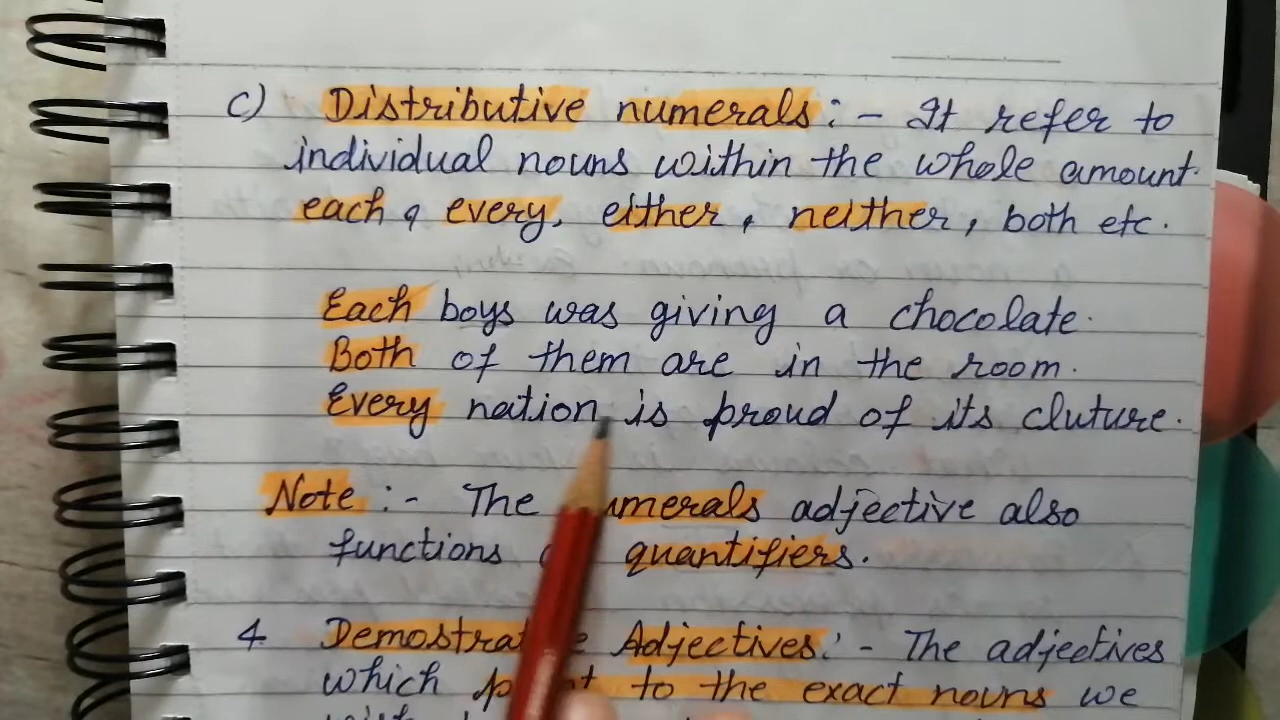 c) Distributive numerals :- It refer to
individual nouns within the whole amount.
each, every, either, neither, both etc.
Each boys was giving a chocolate.
Both of them are in the room.
Every nation is proud of its cluture.
Note :- The umerals adjective also
functions quantifiers.
4 Adjectives :- The adjectives
which to the exact nouns we